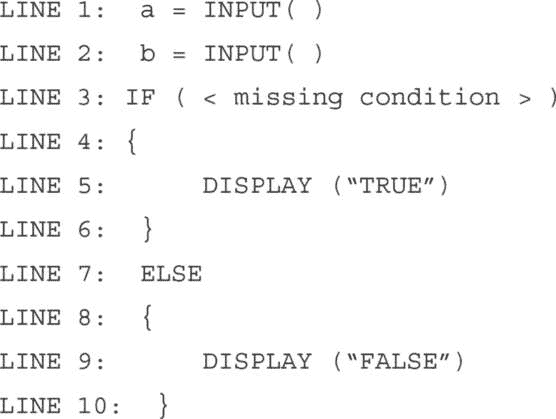 LINE 1: a = INPUT( )
LINE 2: b = INPUT( )
LINE 3: IF ( < missing condition > )
LINE 4: {
LINE 5: DISPLAY (“TRUE”)
LINE 6: }
LINE 7: ELSE
LINE 8: {
LINE 9: DISPLAY (“FALSE”)
LINE 10: }